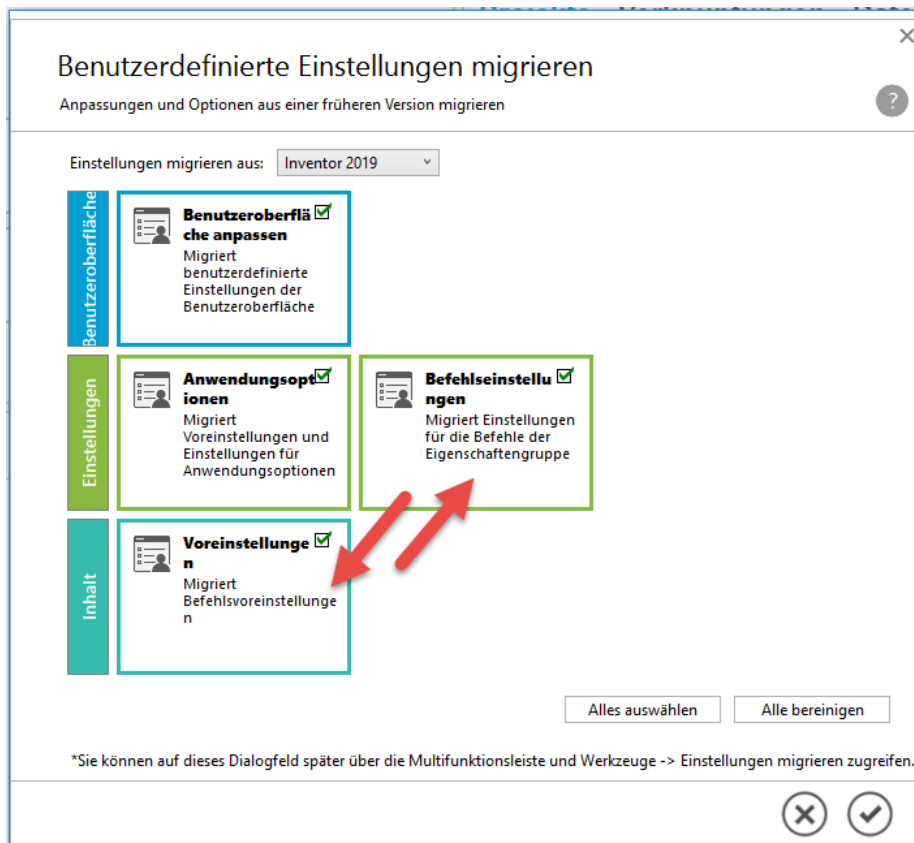 Benutzerdefinierte Einstellungen migrieren
Anpassungen und Optionen aus einer früheren Version migrieren
?
Einstellungen migrieren aus:
Inventor 2019
Benutzeroberfläche
Benutzeroberflä
che anpassen
Migriert
benutzerdefinierte
Einstellungen der
Benutzeroberfläche
Einstellungen
Anwendungsopt
ionen
Migriert
Voreinstellungen und
Einstellungen für
Anwendungsoptionen
Befehlseinstellu
ngen
Migriert Einstellungen
für die Befehle der
Eigenschaftengruppe
Inhalt
Voreinstellunge
n
Migriert
Befehlsvoreinstellunge
n
Alles auswählen
Alle bereinigen
*Sie können auf dieses Dialogfeld später über die Multifunktionsleiste und Werkzeuge -> Einstellungen migrieren zugreifen.